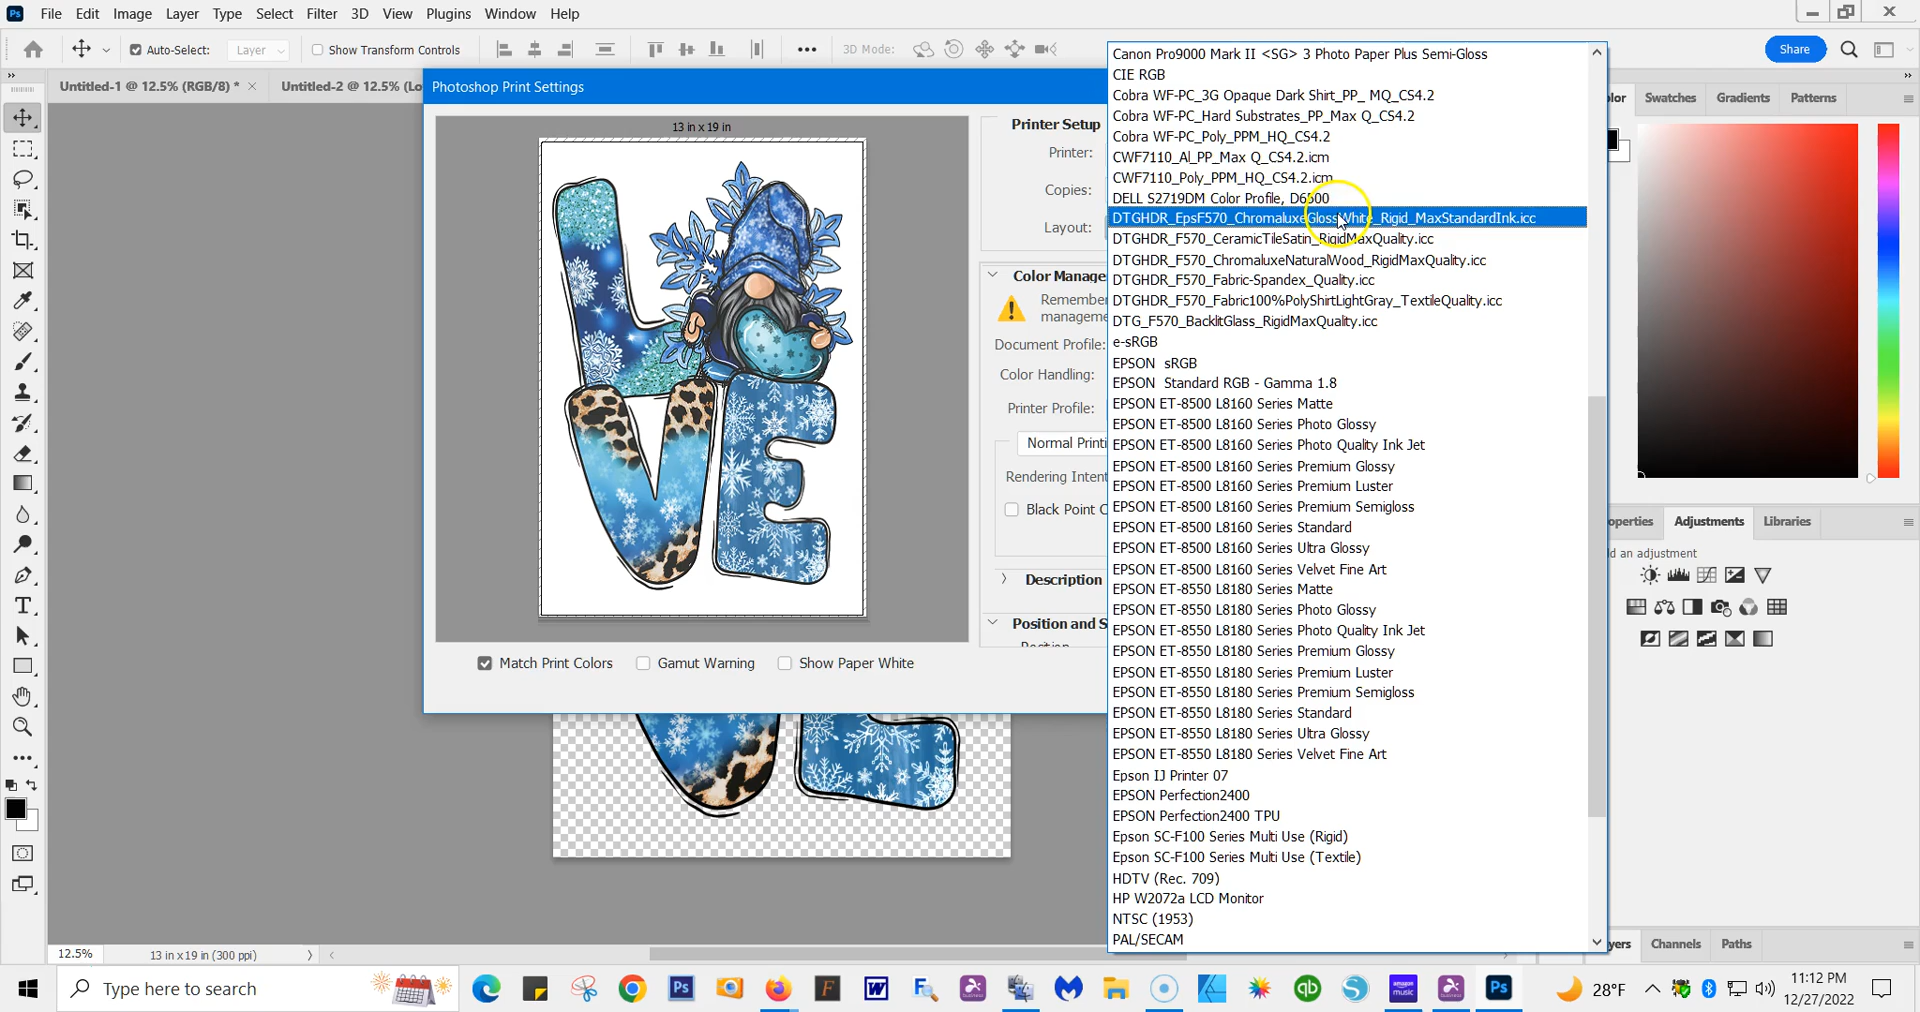 Ps File Edit Image Layer Type Select Filter 3D View Plugins Window Help
Auto-Select: Layer Show Transform Controls 3D Mode: Share
Untitled-1 @ 12.5% (RGB/8) * × Untitled-2 @ 12.5% (Lo
Photoshop Print Settings
13 in x 19 in
Printer Setup
Printer:
Copies:
Layout:
Color Manage
Remember
manageme
Document Profile:
Color Handling:
Printer Profile:
Normal Printi
Rendering Intent
Black Point C
Description
Position and S
Match Print Colors Gamut Warning Show Paper White
LOVE
Canon Pro9000 Mark II <SG> 3 Photo Paper Plus Semi-Gloss
CIE RGB
Cobra WF-PC_3G Opaque Dark Shirt_PP_ MQ_CS4.2
Cobra WF-PC_Hard Substrates_PP_Max Q_CS4.2
Cobra WF-PC_Poly_PPM_HQ_CS4.2
CWF7110_Al_PP_Max Q_CS4.2.icm
CWF7110_Poly_PPM_HQ_CS4.2.icm
DELL S2719DM Color Profile, D6500
DTGHDR_EpsF570_ChromaluxeGlossWhite_Rigid_MaxStandardInk.icc
DTGHDR_F570_CeramicTileSatin_RigidMaxQuality.icc
DTGHDR_F570_ChromaluxeNaturalWood_RigidMaxQuality.icc
DTGHDR_F570_Fabric-Spandex_Quality.icc
DTGHDR_F570_Fabric100%PolyShirtLightGray_TextileQuality.icc
DTG_F570_BacklitGlass_RigidMaxQuality.icc
e-sRGB
EPSON  sRGB
EPSON  Standard RGB - Gamma 1.8
EPSON ET-8500 L8160 Series Matte
EPSON ET-8500 L8160 Series Photo Glossy
EPSON ET-8500 L8160 Series Photo Quality Ink Jet
EPSON ET-8500 L8160 Series Premium Glossy
EPSON ET-8500 L8160 Series Premium Luster
EPSON ET-8500 L8160 Series Premium Semigloss
EPSON ET-8500 L8160 Series Standard
EPSON ET-8500 L8160 Series Ultra Glossy
EPSON ET-8500 L8160 Series Velvet Fine Art
EPSON ET-8550 L8180 Series Matte
EPSON ET-8550 L8180 Series Photo Glossy
EPSON ET-8550 L8180 Series Photo Quality Ink Jet
EPSON ET-8550 L8180 Series Premium Glossy
EPSON ET-8550 L8180 Series Premium Luster
EPSON ET-8550 L8180 Series Premium Semigloss
EPSON ET-8550 L8180 Series Standard
EPSON ET-8550 L8180 Series Ultra Glossy
EPSON ET-8550 L8180 Series Velvet Fine Art
Epson IJ Printer 07
EPSON Perfection2400
EPSON Perfection2400 TPU
Epson SC-F100 Series Multi Use (Rigid)
Epson SC-F100 Series Multi Use (Textile)
HDTV (Rec. 709)
HP W2072a LCD Monitor
NTSC (1953)
PAL/SECAM
olor Swatches Gradients Patterns
operties Adjustments Libraries
d an adjustment
yers Channels Paths
12.5% 13 in x 19 in (300 ppi)
Type here to search
28°F
11:12 PM
12/27/2022